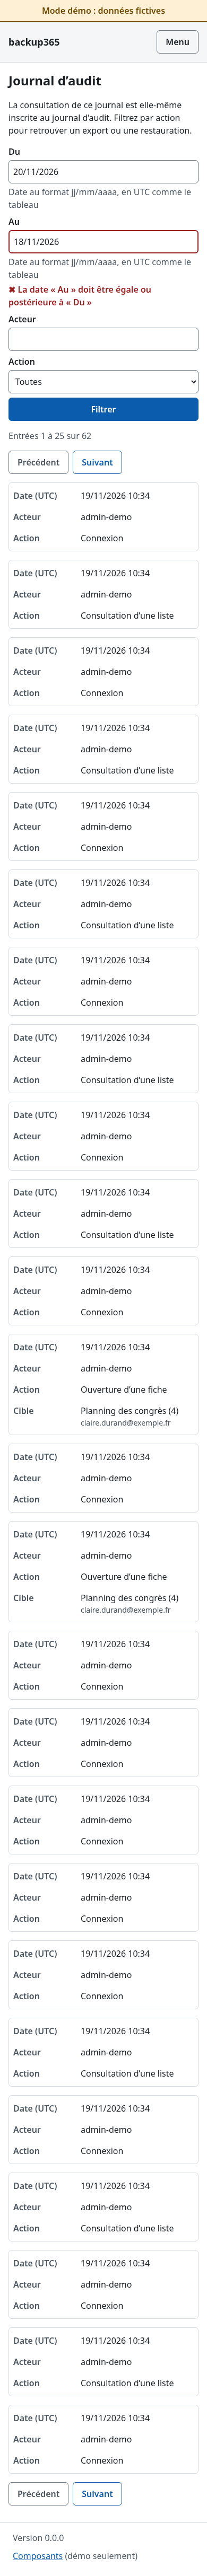 Mode démo : données fictives
backup365
Menu
Journal d’audit
La consultation de ce journal est elle-même
inscrite au journal d’audit. Filtrez par action
pour retrouver un export ou une restauration.
Du
20/11/2026
Date au format jj/mm/aaaa, en UTC comme le
tableau
Au
18/11/2026
Date au format jj/mm/aaaa, en UTC comme le
tableau
✖ La date « Au » doit être égale ou
postérieure à « Du »
Acteur
Action
Toutes
Filtrer
Entrées 1 à 25 sur 62
Précédent Suivant
Date (UTC) 19/11/2026 10:34
Acteur admin-demo
Action Connexion
Date (UTC) 19/11/2026 10:34
Acteur admin-demo
Action Consultation d’une liste
Date (UTC) 19/11/2026 10:34
Acteur admin-demo
Action Connexion
Date (UTC) 19/11/2026 10:34
Acteur admin-demo
Action Consultation d’une liste
Date (UTC) 19/11/2026 10:34
Acteur admin-demo
Action Connexion
Date (UTC) 19/11/2026 10:34
Acteur admin-demo
Action Consultation d’une liste
Date (UTC) 19/11/2026 10:34
Acteur admin-demo
Action Connexion
Date (UTC) 19/11/2026 10:34
Acteur admin-demo
Action Consultation d’une liste
Date (UTC) 19/11/2026 10:34
Acteur admin-demo
Action Connexion
Date (UTC) 19/11/2026 10:34
Acteur admin-demo
Action Consultation d’une liste
Date (UTC) 19/11/2026 10:34
Acteur admin-demo
Action Connexion
Date (UTC) 19/11/2026 10:34
Acteur admin-demo
Action Ouverture d’une fiche
Cible Planning des congrès (4)
claire.durand@exemple.fr
Date (UTC) 19/11/2026 10:34
Acteur admin-demo
Action Connexion
Date (UTC) 19/11/2026 10:34
Acteur admin-demo
Action Ouverture d’une fiche
Cible Planning des congrès (4)
claire.durand@exemple.fr
Date (UTC) 19/11/2026 10:34
Acteur admin-demo
Action Connexion
Date (UTC) 19/11/2026 10:34
Acteur admin-demo
Action Connexion
Date (UTC) 19/11/2026 10:34
Acteur admin-demo
Action Connexion
Date (UTC) 19/11/2026 10:34
Acteur admin-demo
Action Connexion
Date (UTC) 19/11/2026 10:34
Acteur admin-demo
Action Connexion
Date (UTC) 19/11/2026 10:34
Acteur admin-demo
Action Consultation d’une liste
Date (UTC) 19/11/2026 10:34
Acteur admin-demo
Action Connexion
Date (UTC) 19/11/2026 10:34
Acteur admin-demo
Action Consultation d’une liste
Date (UTC) 19/11/2026 10:34
Acteur admin-demo
Action Connexion
Date (UTC) 19/11/2026 10:34
Acteur admin-demo
Action Consultation d’une liste
Date (UTC) 19/11/2026 10:34
Acteur admin-demo
Action Connexion
Précédent Suivant
Version 0.0.0
Composants (démo seulement)